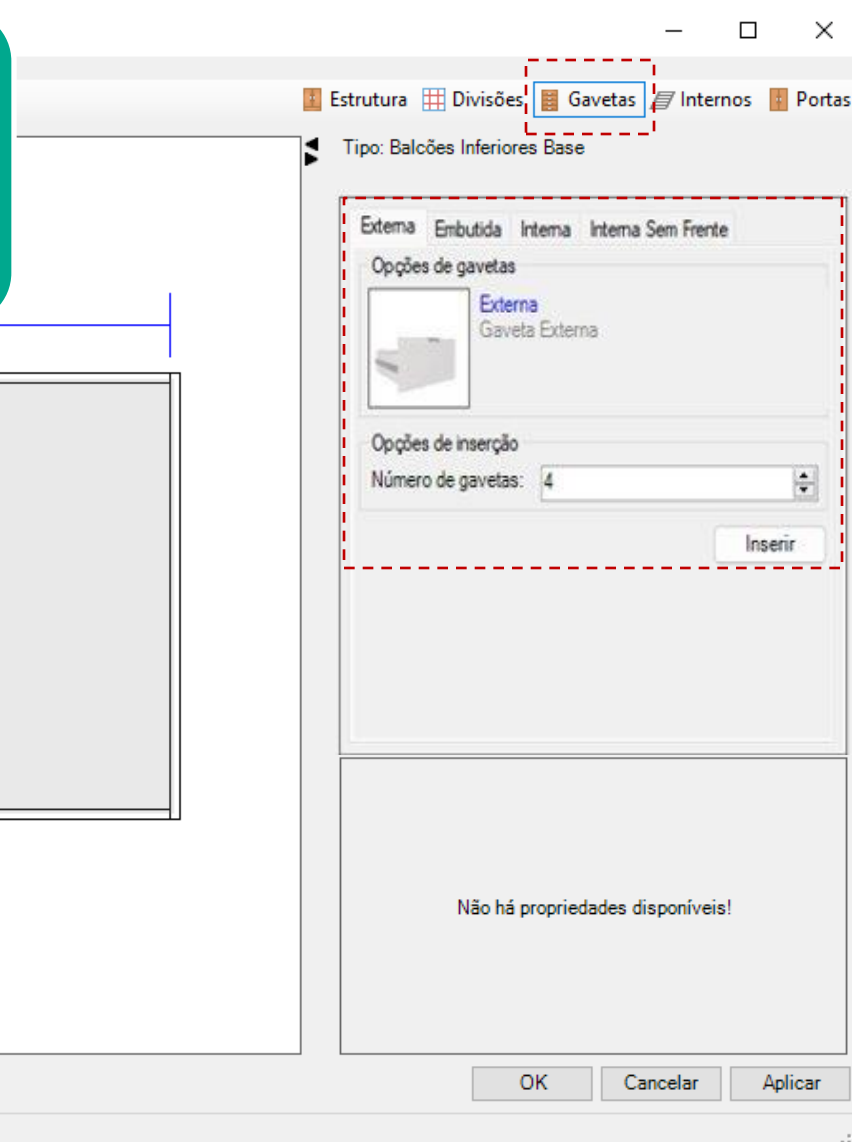 Estrutura Divisões Gavetas Internos Portas
Tipo: Balcões Inferiores Base
Externa Embutida Interna Interna Sem Frente
Opções de gavetas
Externa
Gaveta Externa
Opções de inserção
Número de gavetas: 4
Inserir
Não há propriedades disponíveis!
OK Cancelar Aplicar